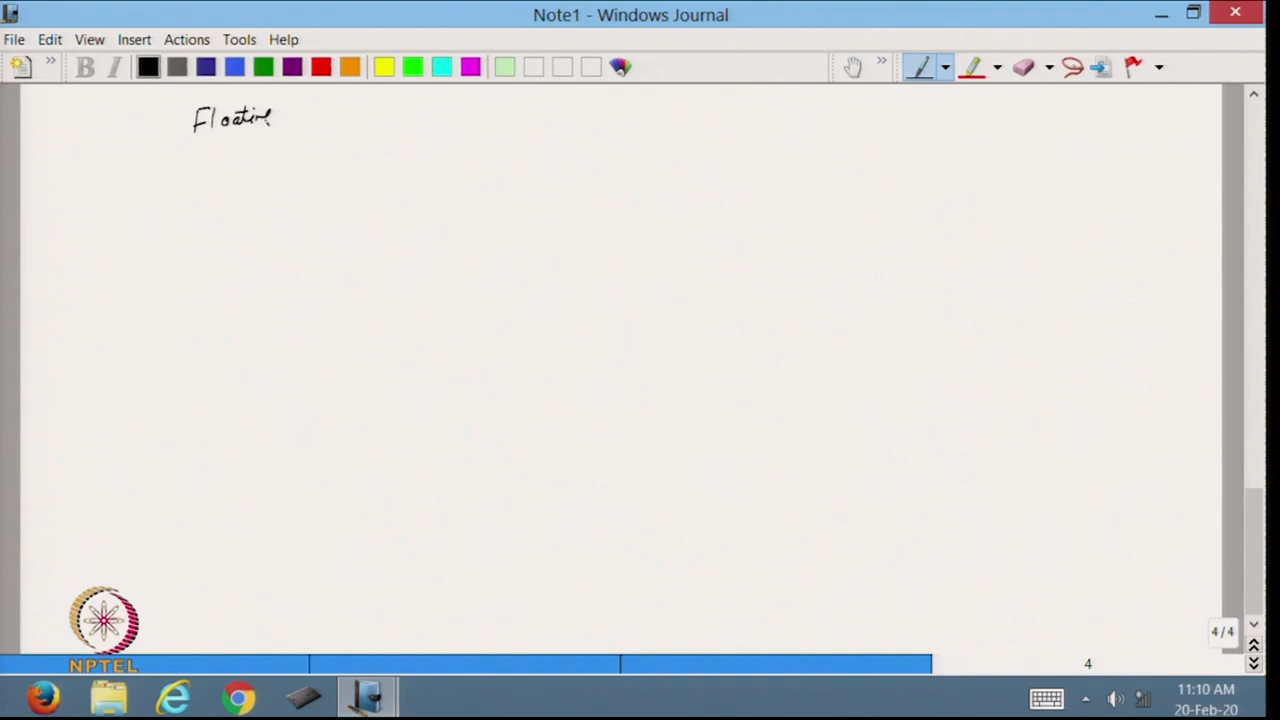 Note1 - Windows Journal
File Edit View Insert Actions Tools Help
B I
Floatin
4/4
NPTEL
4
11:10 AM
20-Feb-20